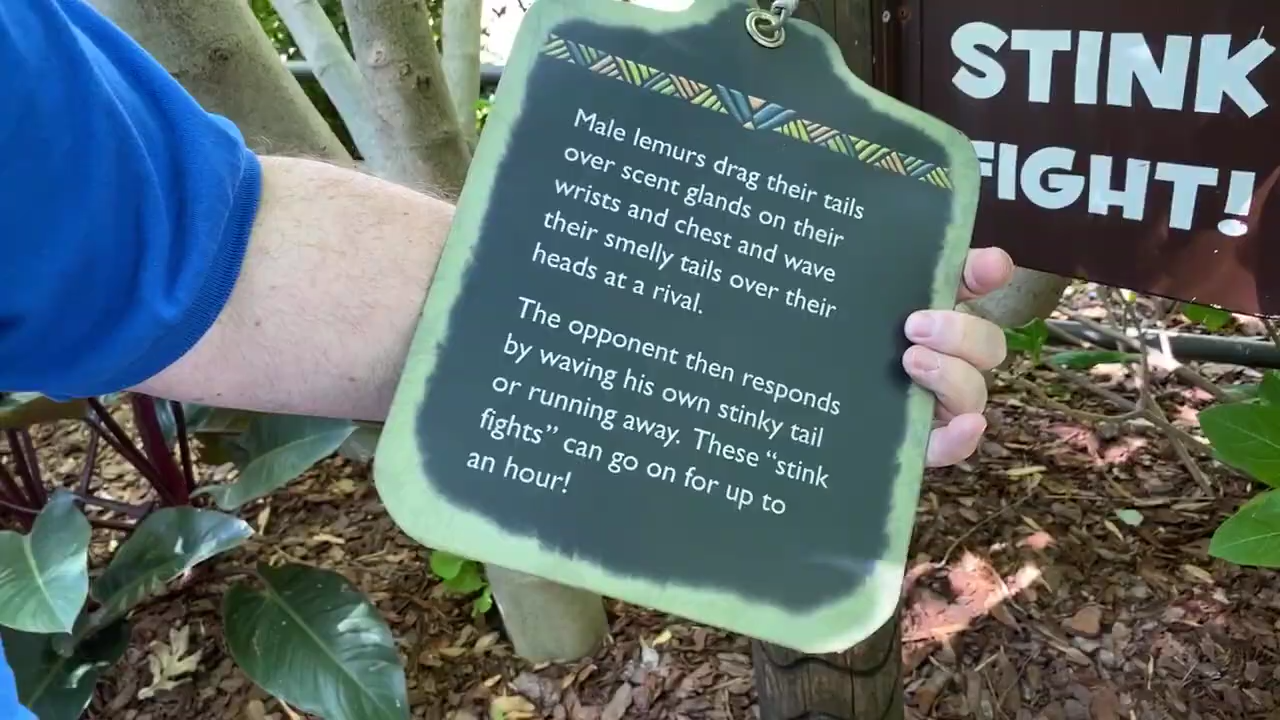 STINK
FIGHT!
Male lemurs drag their tails
over scent glands on their
wrists and chest and wave
their smelly tails over their
heads at a rival.
The opponent then responds
by waving his own stinky tail
or running away. These “stink
fights” can go on for up to
an hour!